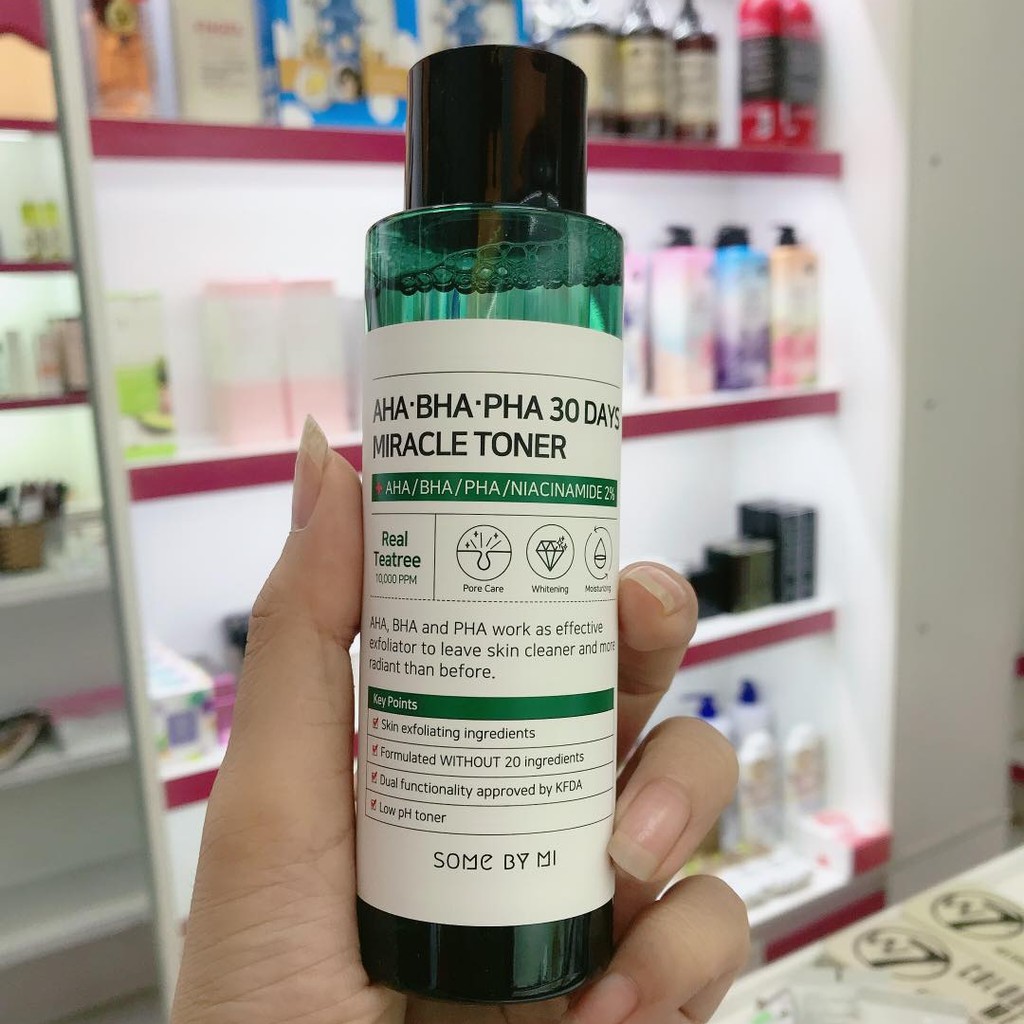 AHA·BHA·PHA 30 DAYS
MIRACLE TONER
+ AHA/BHA/PHA/NIACINAMIDE 2%
Real
Teatree
10,000 PPM
Pore Care
Whitening
Moisturizing
AHA, BHA and PHA work as effective
exfoliator to leave skin cleaner and more
radiant than before.
Key Points
Skin exfoliating ingredients
Formulated WITHOUT 20 ingredients
Dual functionality approved by KFDA
Low pH toner
SOME BY MI